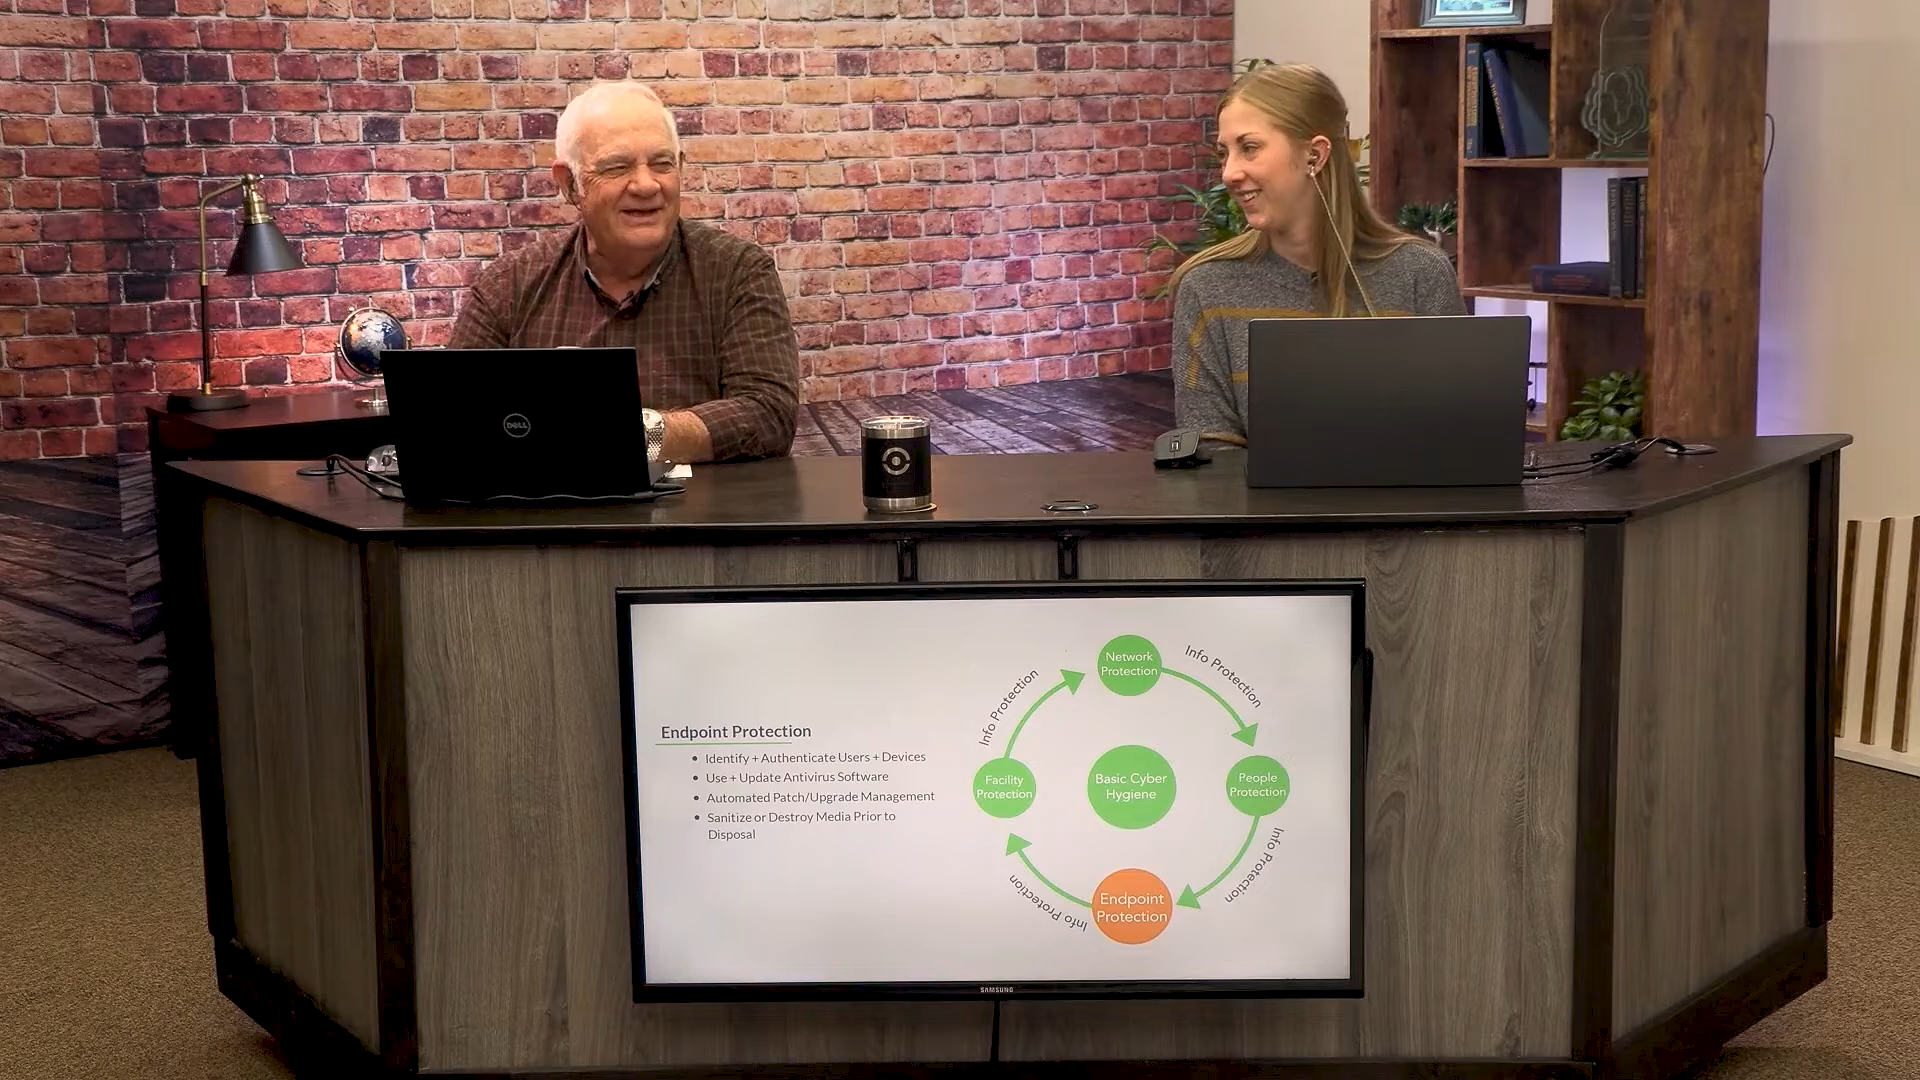 DELL
Endpoint Protection
• Identify + Authenticate Users + Devices
• Use + Update Antivirus Software
• Automated Patch/Upgrade Management
• Sanitize or Destroy Media Prior to
Disposal
Network
Protection
Info Protection
People
Protection
Info Protection
Endpoint
Protection
Info Protection
Facility
Protection
Info Protection
Basic Cyber
Hygiene
SAMSUNG